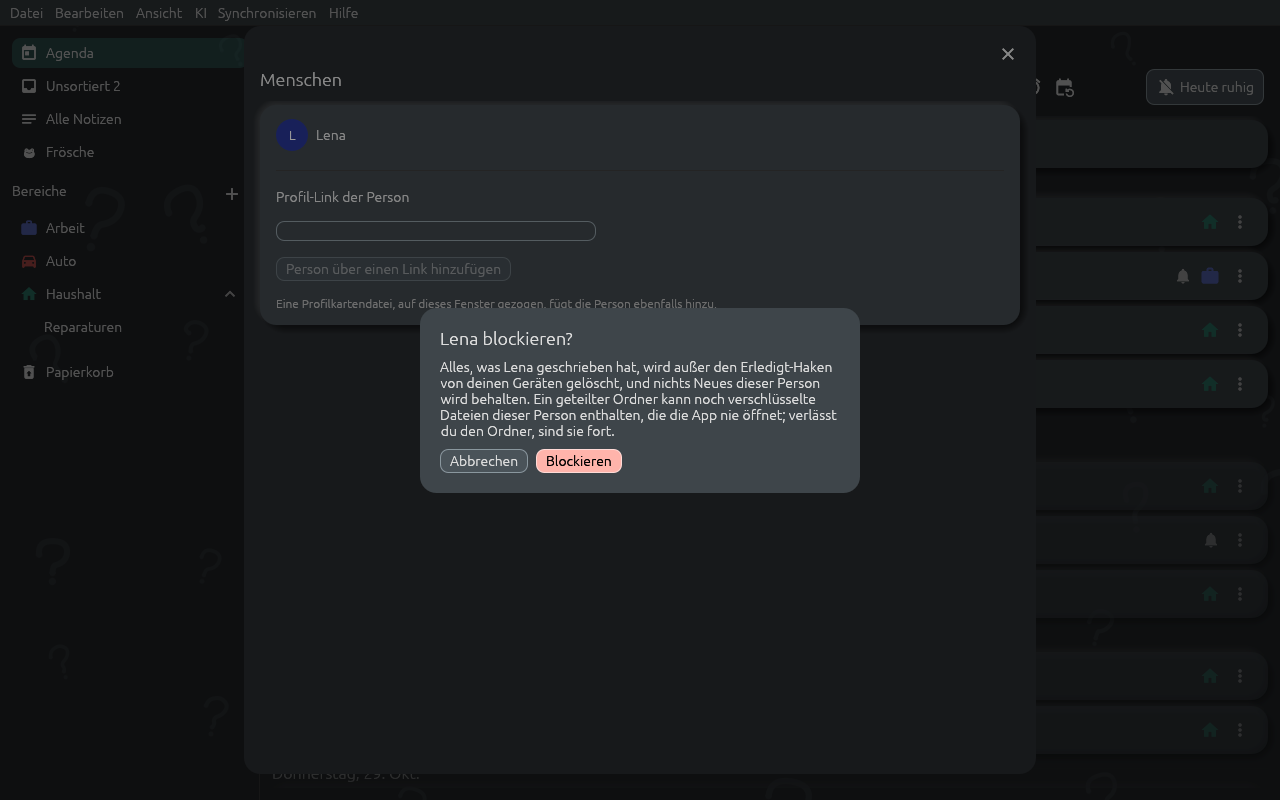 Datei Bearbeiten Ansicht KI Synchronisieren Hilfe
Agenda
Unsortiert 2
Alle Notizen
Frösche
Bereiche
Arbeit
Auto
Haushalt
Reparaturen
Papierkorb
Heute ruhig
Menschen
L Lena
Profil-Link der Person
Person über einen Link hinzufügen
Eine Profilkartendatei, auf dieses Fenster gezogen, fügt die Person ebenfalls hinzu.
Lena blockieren?
Alles, was Lena geschrieben hat, wird außer den Erledigt-Haken
von deinen Geräten gelöscht, und nichts Neues dieser Person
wird behalten. Ein geteilter Ordner kann noch verschlüsselte
Dateien dieser Person enthalten, die die App nie öffnet; verlässt
du den Ordner, sind sie fort.
Abbrechen Blockieren
Donnerstag, 29. Okt.